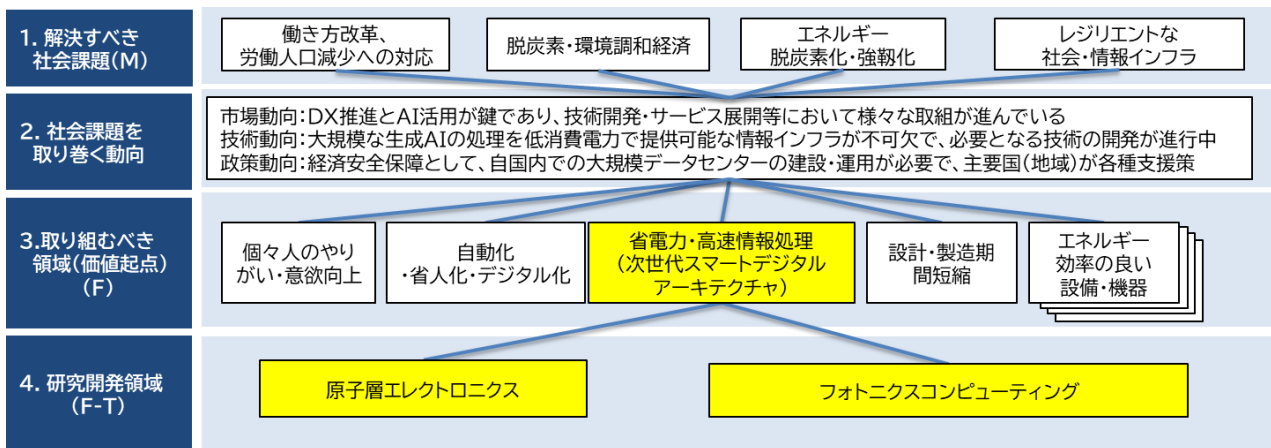 1. 解決すべき
社会課題(M)
働き方改革、
労働人口減少への対応
脱炭素・環境調和経済
エネルギー
脱炭素化・強靱化
レジリエントな
社会・情報インフラ
2. 社会課題を
取り巻く動向
市場動向：DX推進とAI活用が鍵であり、技術開発・サービス展開等において様々な取組が進んでいる
技術動向：大規模な生成AIの処理を低消費電力で提供可能な情報インフラが不可欠で、必要となる技術の開発が進行中
政策動向：経済安全保障として、自国内での大規模データセンターの建設・運用が必要で、主要国（地域）が各種支援策
3.取り組むべき
領域(価値起点)
(F)
個々人のやり
がい・意欲向上
自動化
・省人化・デジタル化
省電力・高速情報処理
（次世代スマートデジタル
アーキテクチャ）
設計・製造期
間短縮
エネルギー
効率の良い
設備・機器
4. 研究開発領域
(F-T)
原子層エレクトロニクス
フォトニクスコンピューティング